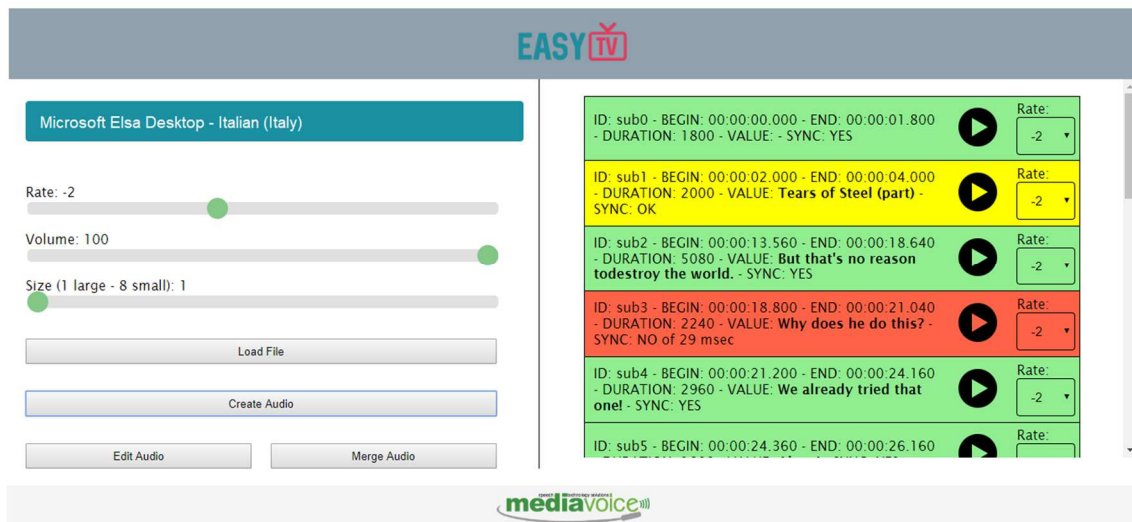 EASY TV
Microsoft Elsa Desktop - Italian (Italy)
Rate: -2
Volume: 100
Size (1 large - 8 small): 1
Load File
Create Audio
Edit Audio
Merge Audio
ID: sub0 - BEGIN: 00:00:00.000 - END: 00:00:01.800
- DURATION: 1800 - VALUE: - SYNC: YES
Rate:
-2
ID: sub1 - BEGIN: 00:00:02.000 - END: 00:00:04.000
- DURATION: 2000 - VALUE: Tears of Steel (part) -
SYNC: OK
Rate:
-2
ID: sub2 - BEGIN: 00:00:13.560 - END: 00:00:18.640
- DURATION: 5080 - VALUE: But that's no reason
todestroy the world. - SYNC: YES
Rate:
-2
ID: sub3 - BEGIN: 00:00:18.800 - END: 00:00:21.040
- DURATION: 2240 - VALUE: Why does he do this? -
SYNC: NO of 29 msec
Rate:
-2
ID: sub4 - BEGIN: 00:00:21.200 - END: 00:00:24.160
- DURATION: 2960 - VALUE: We already tried that
one! - SYNC: YES
Rate:
-2
ID: sub5 - BEGIN: 00:00:24.360 - END: 00:00:26.160
Rate:
mediavoice